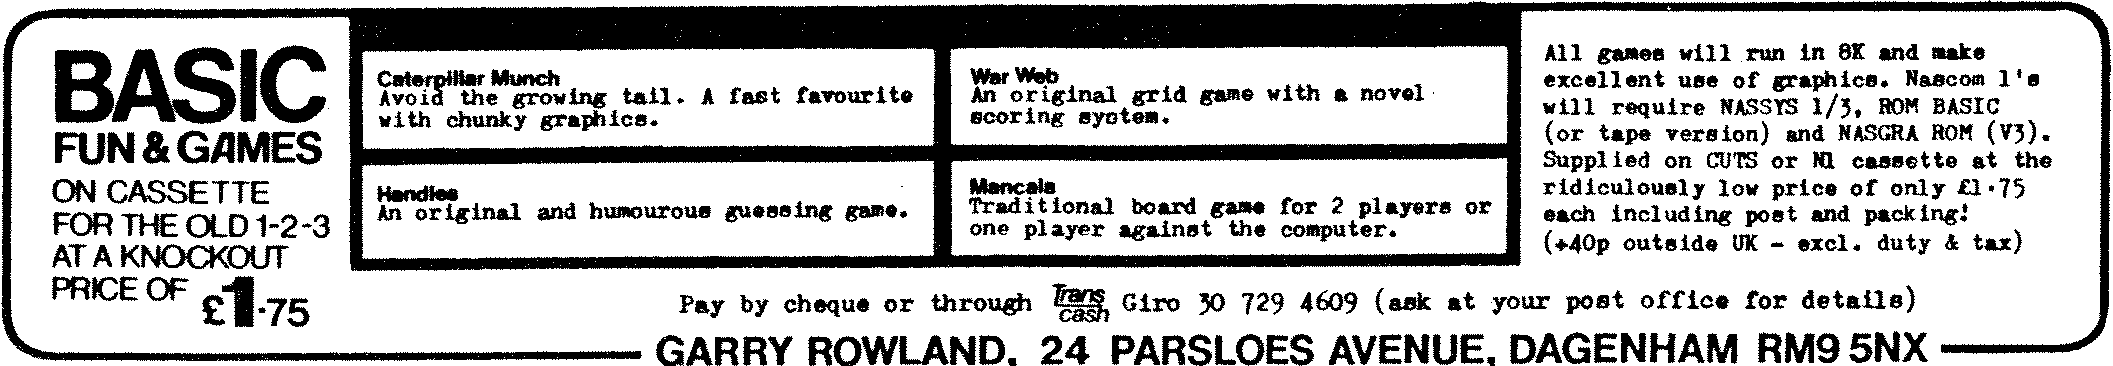 BASIC
FUN & GAMES
ON CASSETTE
FOR THE OLD 1-2-3
AT A KNOCKOUT
PRICE OF
£1.75
Caterpillar Munch
Avoid the growing tail. A fast favourite
with chunky graphics.
War Web
An original grid game with a novel
scoring system.
Handles
An original and humourous guessing game.
Mancala
Traditional board game for 2 players or
one player against the computer.
All games will run in 8K and make
excellent use of graphics. Nascom 1's
will require NASSYS 1/3, ROM BASIC
(or tape version) and NASGRA ROM (V3).
Supplied on CUTS or N1 cassette at the
ridiculously low price of only £1.75
each including post and packing!
(+40p outside UK - excl. duty & tax)
Pay by cheque or through Trans cash Giro 30 729 4609 (ask at your post office for details)
GARRY ROWLAND, 24 PARSLOES AVENUE, DAGENHAM RM9 5NX